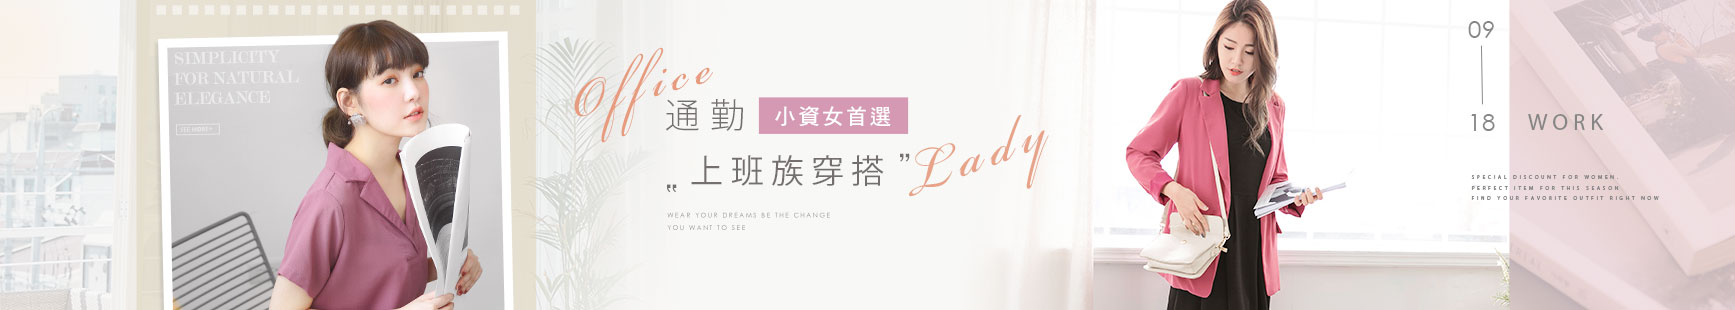 SIMPLICITY
FOR NATURAL
ELEGANCE
SEE MORE+
Office
通勤 小資女首選
„上班族穿搭”
Lady
WEAR YOUR DREAMS BE THE CHANGE
YOU WANT TO SEE
09
18 WORK
SPECIAL DISCOUNT FOR WOMEN.
PERFECT ITEM FOR THIS SEASON
FIND YOUR FAVORITE OUTFIT RIGHT NOW